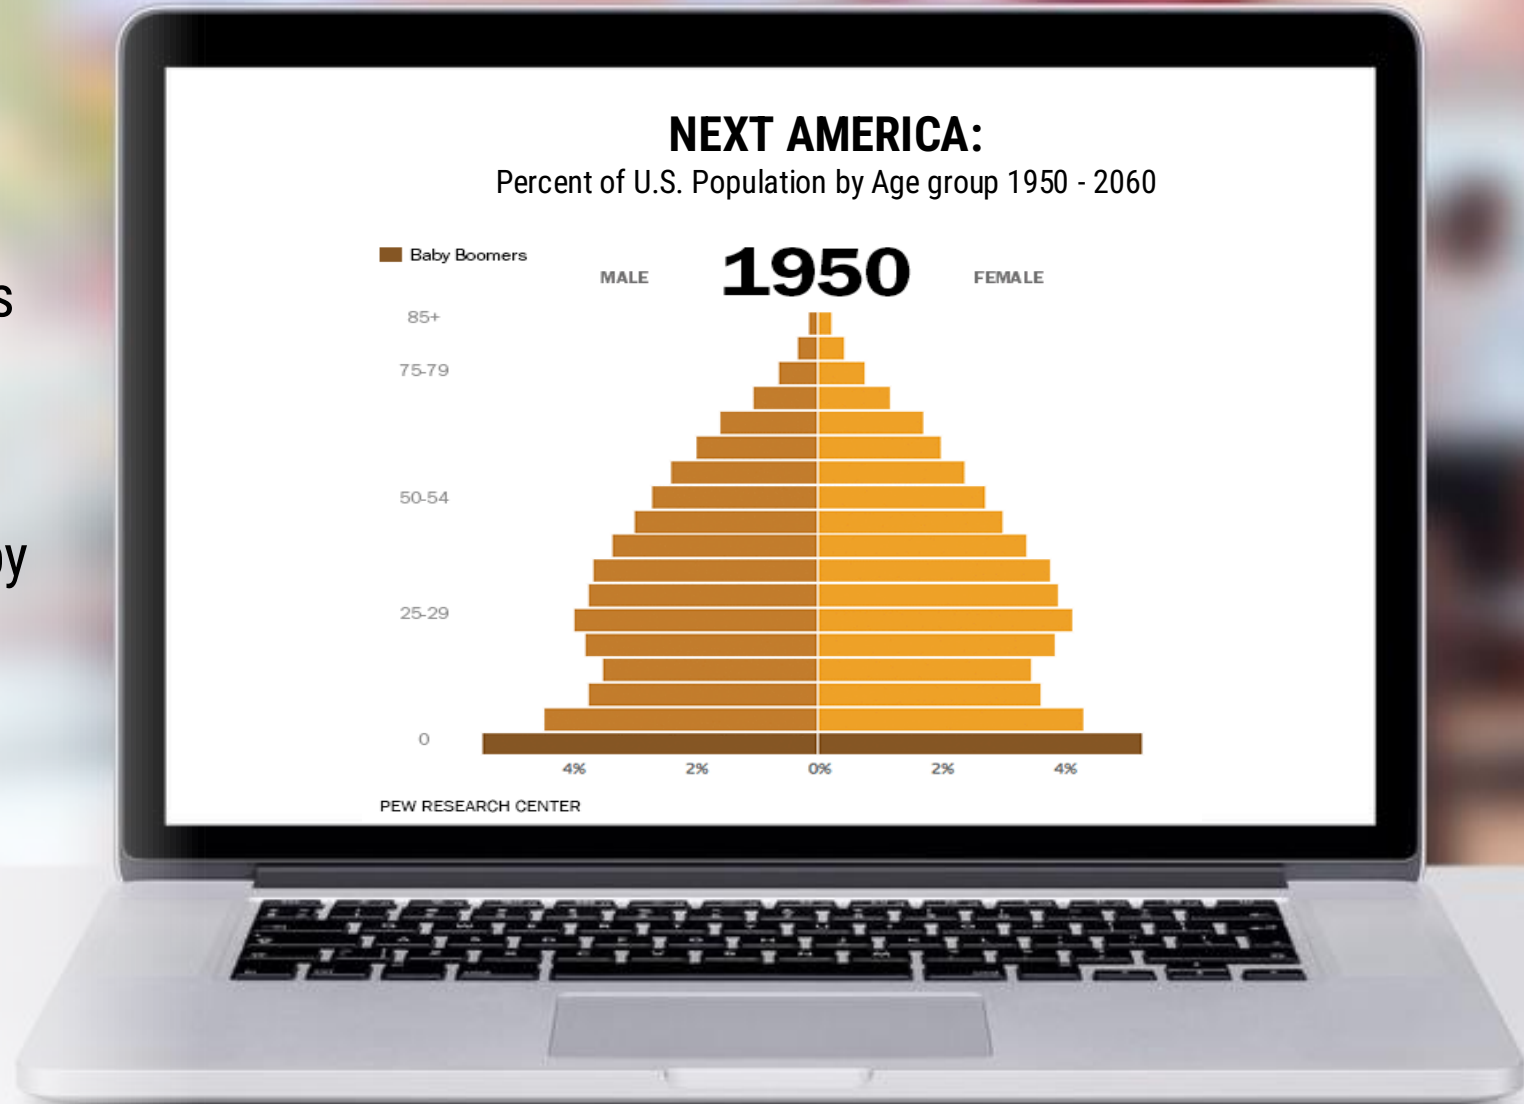 NEXT AMERICA:
Percent of U.S. Population by Age group 1950 - 2060
Baby Boomers
MALE
1950
FEMALE
85+
s
75-79
50-54
by
25-29
0
4%
2%
0%
2%
4%
PEW RESEARCH CENTER